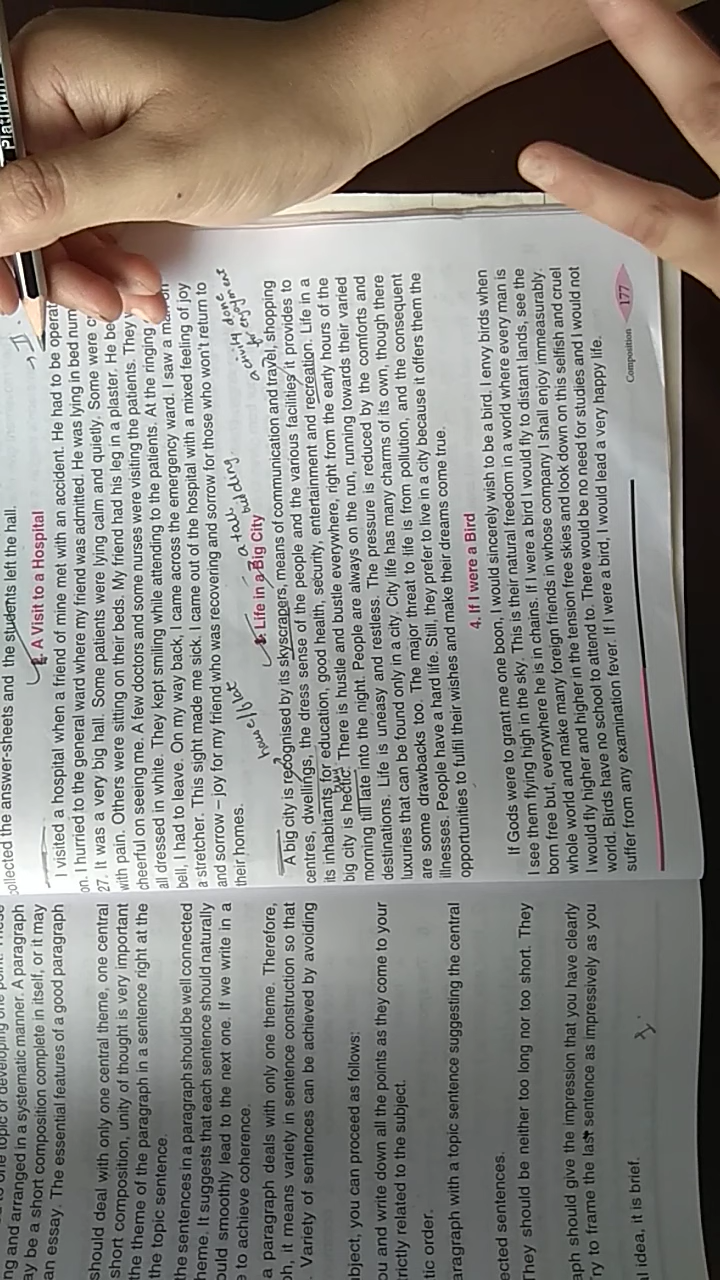 collected the answer-sheets and the students left the hall.
2. A Visit to a Hospital
→ II.
I visited a hospital when a friend of mine met with an accident. He had to be
on. I hurried to the general ward where my friend was admitted. He was lying in bed
27. It was a very big hall. Some patients were lying calm and quietly. Some were
with pain. Others were sitting on their beds. My friend had his leg in a plaster. He
cheerful on seeing me. A few doctors and some nurses were visiting the patients. They
all dressed in white. They kept smiling while attending to the patients. At the ringing
bell, I had to leave. On my way back, I came across the emergency ward. I saw a
a stretcher. This sight made me sick. I came out of the hospital with a mixed feeling of joy
and sorrow – joy for my friend who was recovering and sorrow for those who won't return to
their homes.
house/
a tall building
activity done for enjoyment
3. Life in a Big City
A big city is recognised by its skyscrapers, means of communication and travel, shopping
centres, dwellings, the dress sense of the people and the various facilities it provides to
its inhabitants for education, good health, security, entertainment and recreation. Life in a
busy
big city is hectic. There is hustle and bustle everywhere, right from the early hours of the
morning till late into the night. People are always on the run, running towards their varied
destinations. Life is uneasy and restless. The pressure is reduced by the comforts and
luxuries that can be found only in a city. City life has many charms of its own, though there
are some drawbacks too. The major threat to life is from pollution, and the consequent
illnesses. People have a hard life. Still, they prefer to live in a city because it offers them the
opportunities to fulfil their wishes and make their dreams come true.
4. If I were a Bird
If Gods were to grant me one boon, I would sincerely wish to be a bird. I envy birds when
I see them flying high in the sky. This is their natural freedom in a world where every man is
born free but, everywhere he is in chains. If I were a bird I would fly to distant lands, see the
whole world and make many foreign friends in whose company I shall enjoy immeasurably.
I would fly higher and higher in the tension free skies and look down on this selfish and cruel
world. Birds have no school to attend to. There would be no need for studies and I would not
suffer from any examination fever. If I were a bird, I would lead a very happy life.
Composition 177
Platinum
ng and arranged in a systematic manner. A paragraph
ay be a short composition complete in itself, or it may
an essay. The essential features of a good paragraph
should deal with only one central theme, one central
short composition, unity of thought is very important
the theme of the paragraph in a sentence right at the
the topic sentence.
the sentences in a paragraph should be well connected
heme. It suggests that each sentence should naturally
ould smoothly lead to the next one. If we write in a
e to achieve coherence.
a paragraph deals with only one theme. Therefore,
ph, it means variety in sentence construction so that
. Variety of sentences can be achieved by avoiding
bject, you can proceed as follows:
ou and write down all the points as they come to your
rictly related to the subject.
tic order.
aragraph with a topic sentence suggesting the central
ected sentences.
They should be neither too long nor too short. They
aph should give the impression that you have clearly
ry to frame the last sentence as impressively as you
l idea, it is brief.